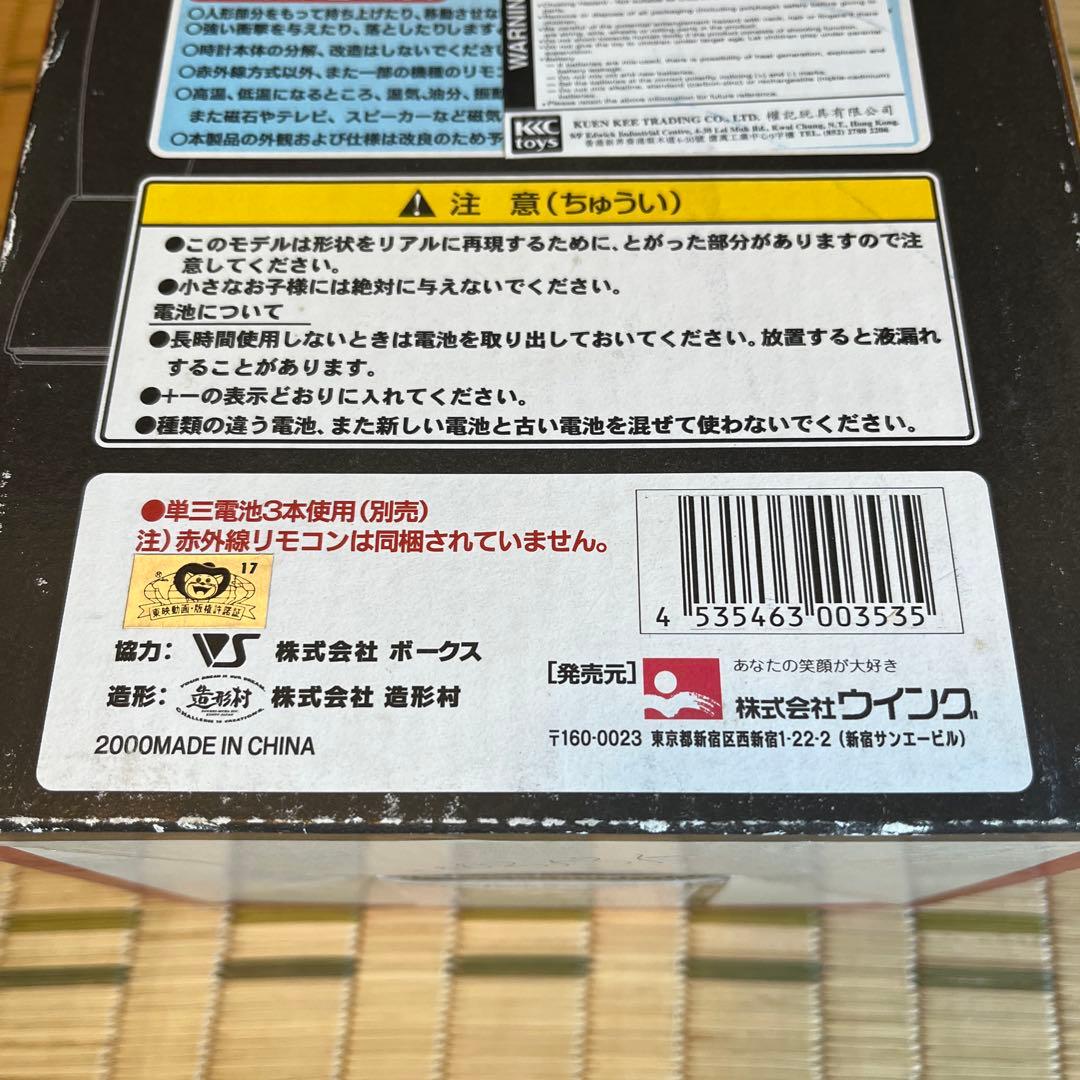 ○人形部分をもって持ち上げたり、移動させな
○強い衝撃を与えたり、落としたりします
○時計本体の分解、改造はしないでくださ
○赤外線方式以外、また一部の機種のリモコ
○高温、低温になるところ、湿気、油分、振動
また磁石やテレビ、スピーカーなど磁気
○本製品の外観および仕様は改良のため予
WARNING
Please retain the above information for future reference.
KKC toys
KUEN KEE TRADING CO., LTD. 權記玩具有限公司
注 意(ちゅうい)
●このモデルは形状をリアルに再現するために、とがった部分がありますので注
意してください。
●小さなお子様には絶対に与えないでください。
電池について
●長時間使用しないときは電池を取り出しておいてください。放置すると液漏れ
することがあります。
●+−の表示どおりに入れてください。
●種類の違う電池、また新しい電池と古い電池を混ぜて使わないでください。
●単三電池3本使用(別売)
注)赤外線リモコンは同梱されていません。
® 17
東映動画・版権許諾証
4 535463 003535
協力: VS 株式会社 ボークス
造形: 造形村 株式会社 造形村
2000MADE IN CHINA
[発売元] あなたの笑顔が大好き
株式会社ウイング
〒160-0023 東京都新宿区西新宿1-22-2 (新宿サンエービル)